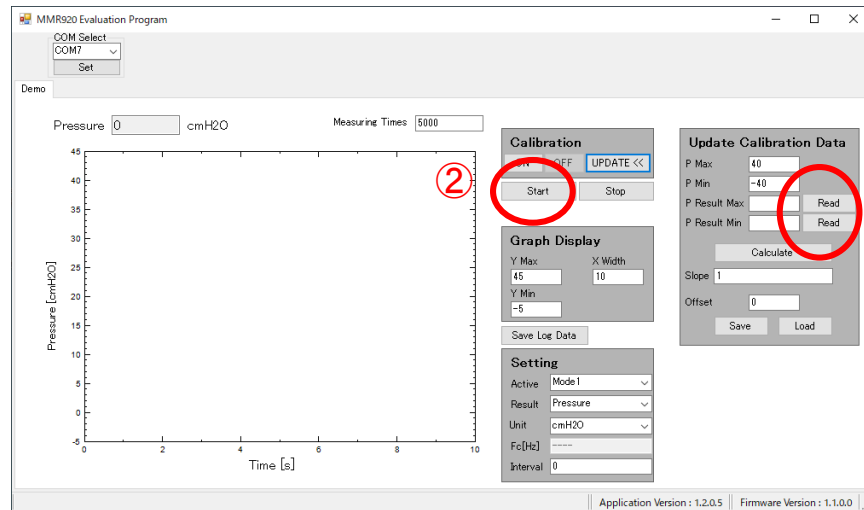 MMR920 Evaluation Program
COM Select
COM7
Set
Demo
Pressure 0 cmH2O
Measuring Times 5000
45
40
35
30
25
20
15
10
5
0
-5
Pressure [cmH2O]
0 2 4 6 8 10
Time [s]
②
Calibration
ON OFF UPDATE <<
Start Stop
Graph Display
Y Max X Width
45 10
Y Min
-5
Save Log Data
Setting
Active Mode1
Result Pressure
Unit cmH2O
Fc[Hz] ----
Interval 0
Update Calibration Data
P Max 40
P Min -40
P Result Max Read
P Result Min Read
Calculate
Slope 1
Offset 0
Save Load
Application Version : 1.2.0.5 Firmware Version : 1.1.0.0